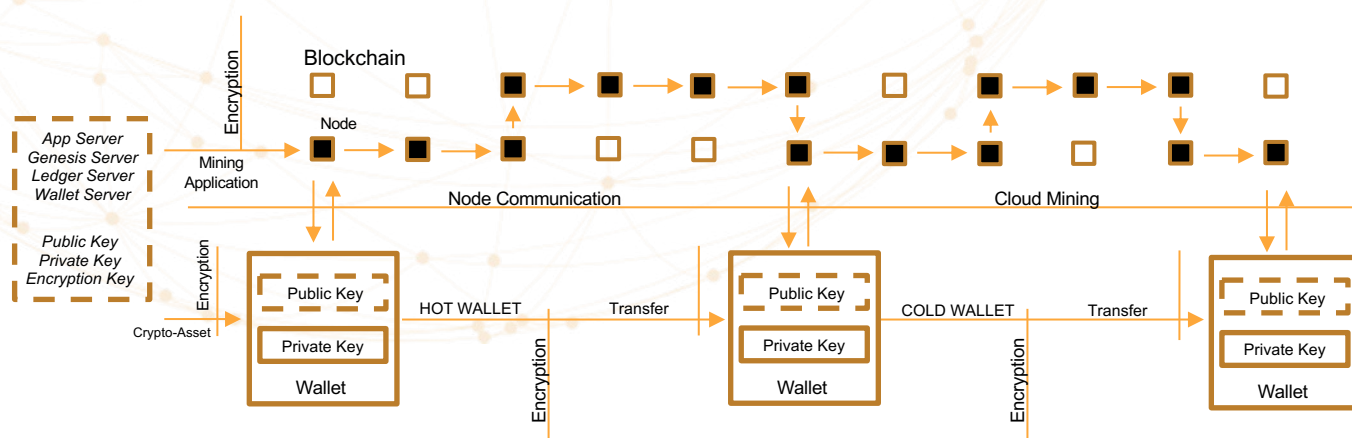 Blockchain
Encryption
Node
App Server
Genesis Server
Ledger Server
Wallet Server
Mining
Application
Node Communication
Cloud Mining
Public Key
Private Key
Encryption Key
Encryption
Crypto-Asset
Public Key
Private Key
Wallet
HOT WALLET
Encryption
Transfer
Public Key
Private Key
Wallet
COLD WALLET
Encryption
Transfer
Public Key
Private Key
Wallet